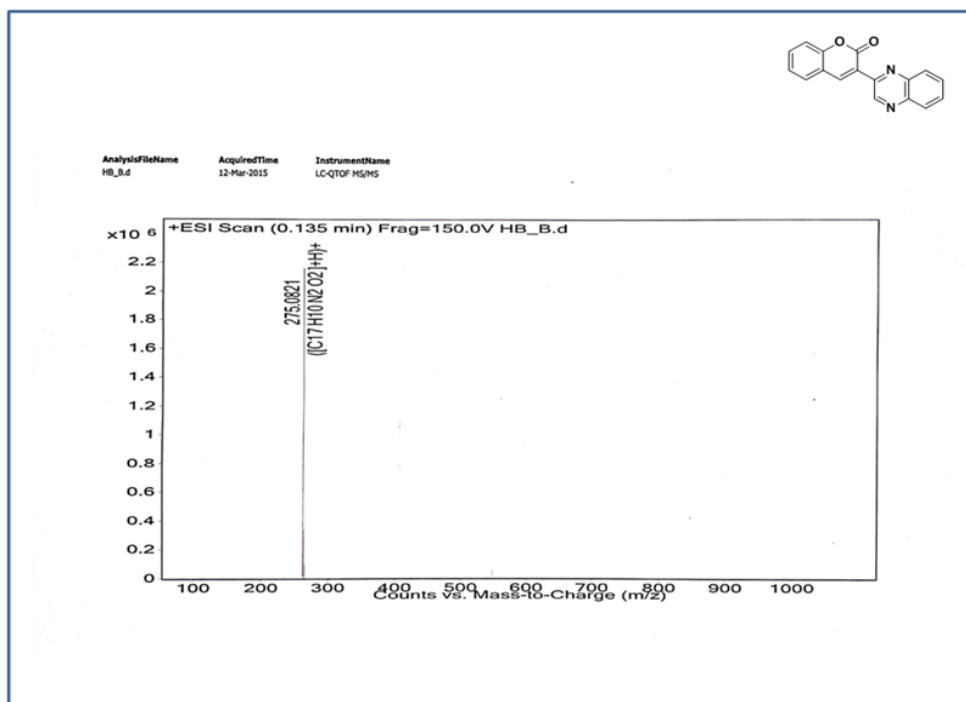 O O
N
N
AnalysisFileName AcquiredTime InstrumentName
HB_B.d 12-Mar-2015 LC-QTOF MS/MS
x10 6 +ESI Scan (0.135 min) Frag=150.0V HB_B.d
275.0821
([C17 H10 N2 O2]+H)+
2.2
2
1.8
1.6
1.4
1.2
1
0.8
0.6
0.4
0.2
0
100 200 300 400 500 600 700 800 900 1000
Counts vs. Mass-to-Charge (m/z)